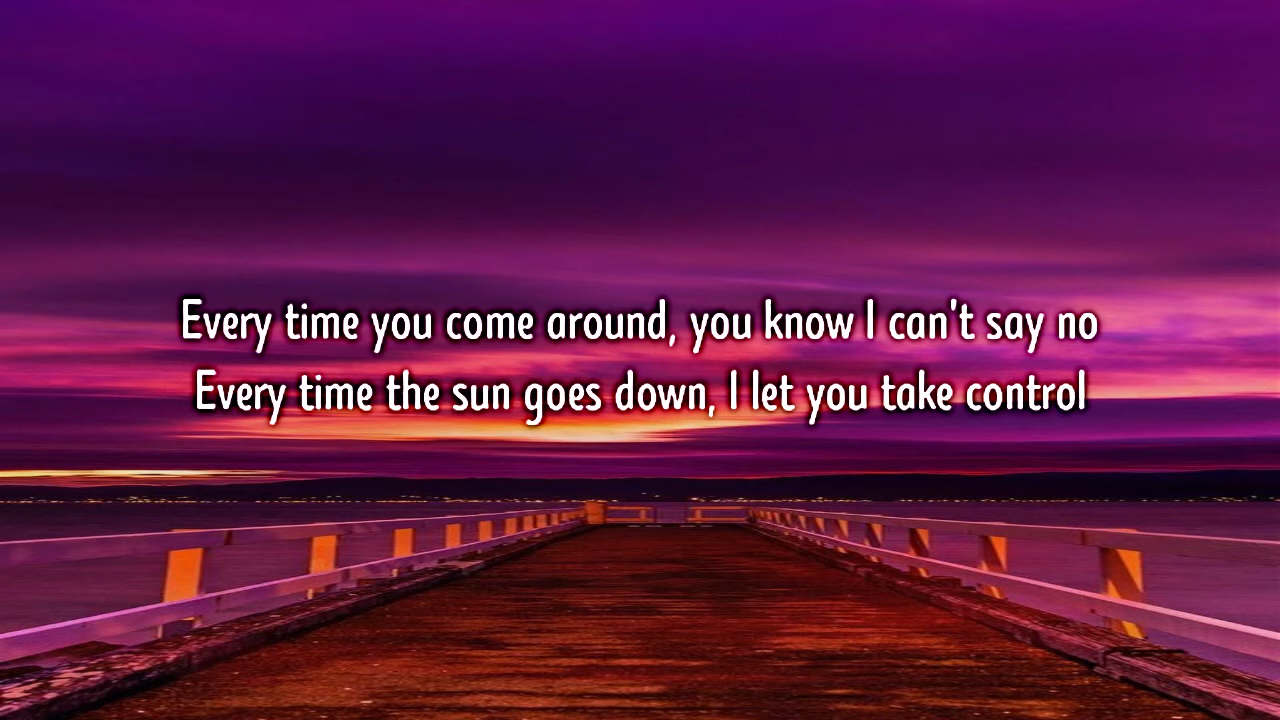 Every time you come around, you know I can't say no
Every time the sun goes down, I let you take control